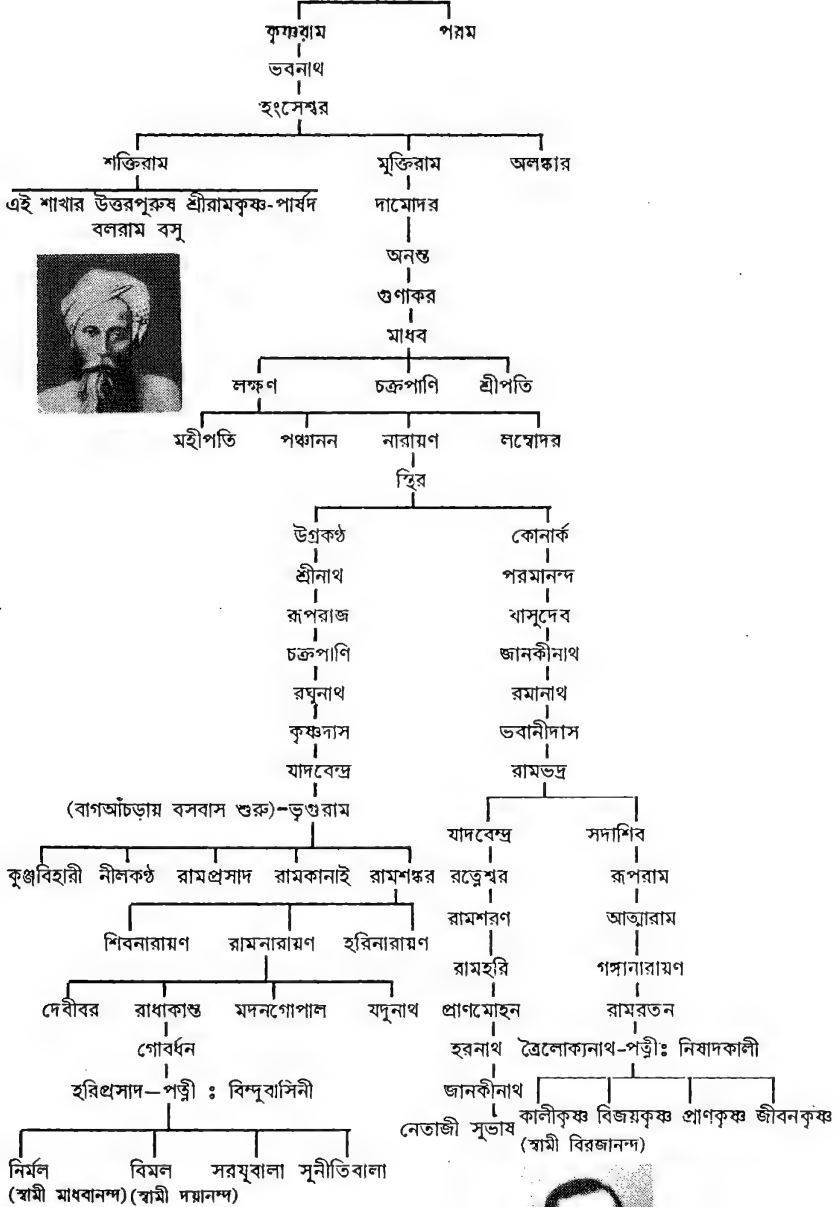 কৃষ্ণরাম পরম
ভবনাথ
হংসেশ্বর
শক্তিরাম মুক্তিরাম অলঙ্কার
এই শাখার উত্তরপুরুষ শ্রীরামকৃষ্ণ-পার্ষদ দামোদর
বলরাম বসু
অনন্ত
গুণাকর
মাধব
লক্ষণ চক্রপাণি শ্রীপতি
মহীপতি পঞ্চানন নারায়ণ লম্বোদর
স্থির
উগ্রকণ্ঠ কোনার্ক
শ্রীনাথ পরমানন্দ
রূপরাজ যাসুদেব
চক্রপাণি জানকীনাথ
রঘুনাথ রমানাথ
কৃষ্ণদাস ভবানীদাস
যাদবেন্দ্র রামভদ্র
(বাগআঁচড়ায় বসবাস শুরু)-ভৃগুরাম
যাদবেন্দ্র সদাশিব
কুঞ্জবিহারী নীলকণ্ঠ রামপ্রসাদ রামকানাই রামশঙ্কর রত্নেশ্বর রূপরাম
রামশরণ আত্মারাম
শিবনারায়ণ রামনারায়ণ হরিনারায়ণ
রামহরি গঙ্গানারায়ণ
দেবীবর রাধাকান্ত মদনগোপাল যদুনাথ প্রাণমোহন রামরতন
গোবর্ধন হরনাথ ত্রৈলোক্যনাথ-পত্নী: নিষাদকালী
হরিপ্রসাদ–পত্নী : বিন্দুবাসিনী জানকীনাথ
নেতাজী সুভাষ কালীকৃষ্ণ বিজয়কৃষ্ণ প্রাণকৃষ্ণ জীবনকৃষ্ণ
(স্বামী বিরজানন্দ)
নির্মল বিমল সরযূবালা সুনীতিবালা
(স্বামী মাধবানন্দ) (স্বামী দয়ানন্দ)